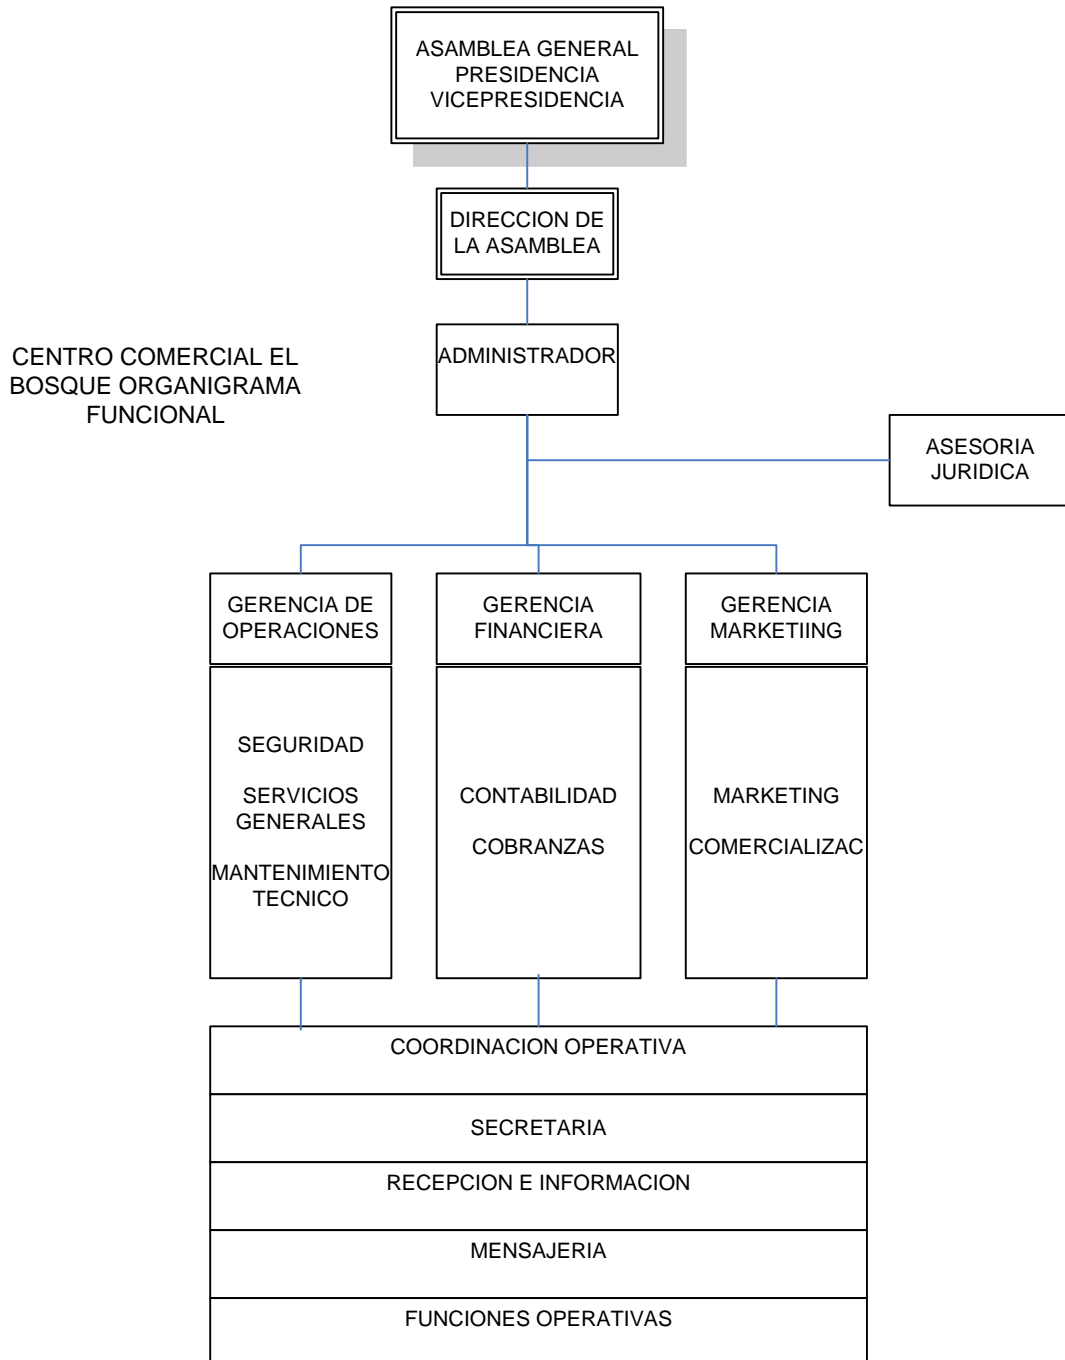 ASAMBLEA GENERAL
PRESIDENCIA
VICEPRESIDENCIA
DIRECCION DE
LA ASAMBLEA
ADMINISTRADOR
CENTRO COMERCIAL EL
BOSQUE ORGANIGRAMA
FUNCIONAL
ASESORIA
JURIDICA
GERENCIA DE
OPERACIONES
GERENCIA
FINANCIERA
GERENCIA
MARKETIING
SEGURIDAD
SERVICIOS
GENERALES
MANTENIMIENTO
TECNICO
CONTABILIDAD
COBRANZAS
MARKETING
COMERCIALIZAC
COORDINACION OPERATIVA
SECRETARIA
RECEPCION E INFORMACION
MENSAJERIA
FUNCIONES OPERATIVAS